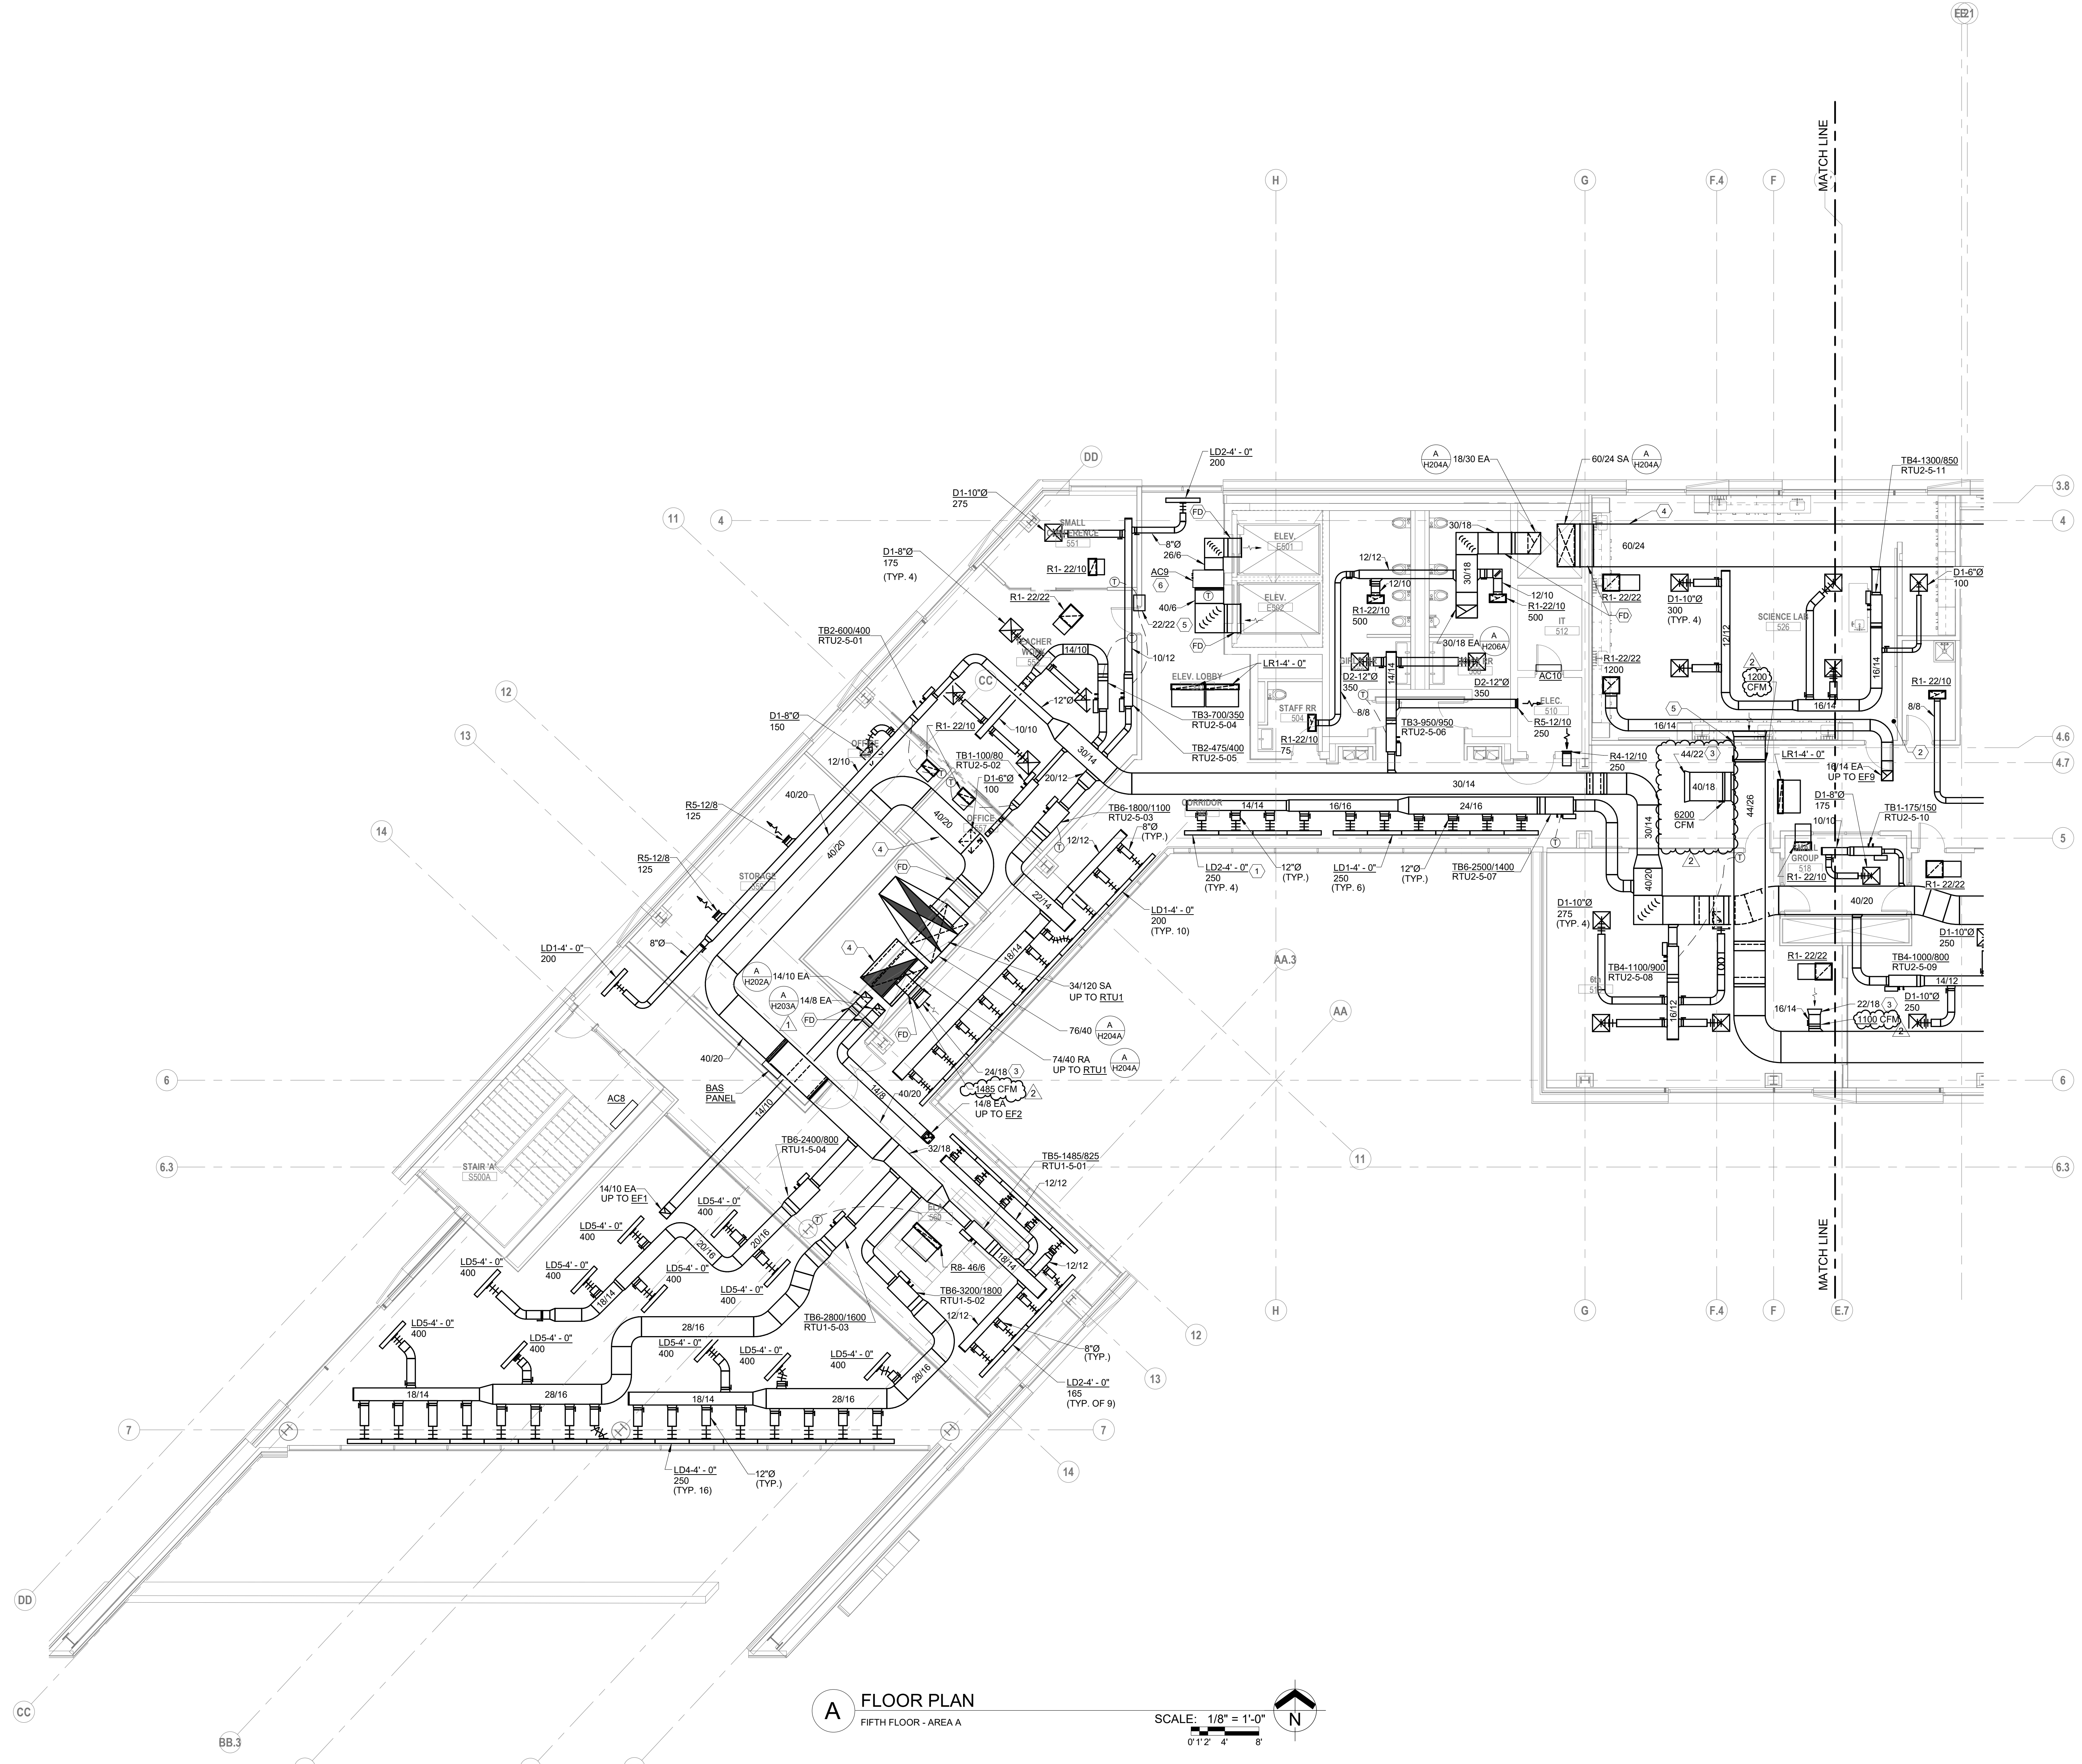 E.2
E.1
MATCH LINE
H
G
F.4
F
DD
LD2-4' - 0"
200
A
H204A
18/30 EA
60/24 SA
A
H204A
TB4-1300/850
RTU2-5-11
3.8
D1-10"Ø
275
11
4
FD
30/18
4
4
SMALL
551
8"Ø
26/6
ELEV.
E501
60/24
D1-8"Ø
175
(TYP. 4)
R1- 22/10
AC9
6
12/12
12/10
30/18
12/10
D1-6"Ø
100
R1- 22/22
T
T
40/6
ELEV.
E502
R1-22/10
500
R1-22/10
500
IT
512
R1- 22/22
FD
D1-10"Ø
300
(TYP. 4)
SCIENCE LAB
526
TB2-600/400
RTU2-5-01
22/22
5
FD
30/18 EA
A
H206A
12/12
16/14
14/10
10/12
LR1-4' - 0"
14/14
R1-22/22
1200
2
1200
CFM
CC
12
ELEV. LOBBY
D2-12"Ø
350
D2-12"Ø
350
AC10
R1- 22/10
12"Ø
STAFF RR
504
8/8
ELEC.
510
5
16/14
8/8
D1-8"Ø
150
R1- 22/10
10/10
TB3-700/350
RTU2-5-04
R1-22/10
75
TB3-950/950
RTU2-5-06
R5-12/10
250
16/14
13
OFFICE
12/10
TB1-100/80
RTU2-5-02
30/14
TB2-475/400
RTU2-5-05
R4-12/10
250
44/22
3
LR1-4' - 0"
2
4.6
16/14 EA
UP TO EF9
4.7
D1-6"Ø
100
20/12
30/14
40/18
D1-8"Ø
175
40/20
40/20
TB6-1800/1100
RTU2-5-03
CORRIDOR
14/14
16/16
24/16
44/26
10/10
TB1-175/150
RTU2-5-10
R5-12/8
125
OFFICE
557
8"Ø
(TYP.)
6200
CFM
30/14
14
40/20
4
12/12
T
T
2
T
5
R5-12/8
125
FD
LD2-4' - 0"
250
(TYP. 4)
1
12"Ø
(TYP.)
LD1-4' - 0"
250
(TYP. 6)
12"Ø
(TYP.)
TB6-2500/1400
RTU2-5-07
GROUP
518
R1- 22/10
R1- 22/22
STORAGE
22/14
40/20
40/20
LD1-4' - 0"
200
(TYP. 10)
D1-10"Ø
275
(TYP. 4)
D1-10"Ø
250
8"Ø
LD1-4' - 0"
200
4
18/14
AA.3
R1- 22/22
TB4-1000/800
RTU2-5-09
A
H202A
14/10 EA
34/120 SA
UP TO RTU1
TB4-1100/900
RTU2-5-08
14/12
A
H203A
14/8 EA
1
FD
FD
AA
16/12
16/14
22/18
3
1100 CFM
2
D1-10"Ø
250
76/40
A
H204A
40/20
74/40 RA
UP TO RTU1
A
H204A
24/18
3
6
BAS
PANEL
1485 CFM
2
6
AC8
14/10
14/8
40/20
14/8 EA
UP TO EF2
TB6-2400/800
RTU1-5-04
32/18
TB5-1485/825
RTU1-5-01
11
6.3
STAIR 'A'
S500A
12/12
6.3
14/10 EA
UP TO EF1
LD5-4' - 0"
400
LD5-4' - 0"
400
T
560
MATCH LINE
20/16
20/16
18/14
12/12
LD5-4' - 0"
400
LD5-4' - 0"
400
LD5-4' - 0"
400
R8- 46/6
LD5-4' - 0"
400
18/14
TB6-3200/1800
RTU1-5-02
H
G
F.4
F
E.7
TB6-2800/1600
RTU1-5-03
12/12
12
LD5-4' - 0"
400
LD5-4' - 0"
400
28/16
LD5-4' - 0"
400
LD5-4' - 0"
400
LD5-4' - 0"
400
8"Ø
(TYP.)
28/16
13
18/14
28/16
18/14
28/16
LD2-4' - 0"
165
(TYP. OF 9)
7
7
14
LD4-4' - 0"
250
(TYP. 16)
12"Ø
(TYP.)
DD
CC
BB.3
A
FLOOR PLAN
FIFTH FLOOR - AREA A
SCALE: 1/8" = 1'-0"
0' 1' 2' 4' 8'
N